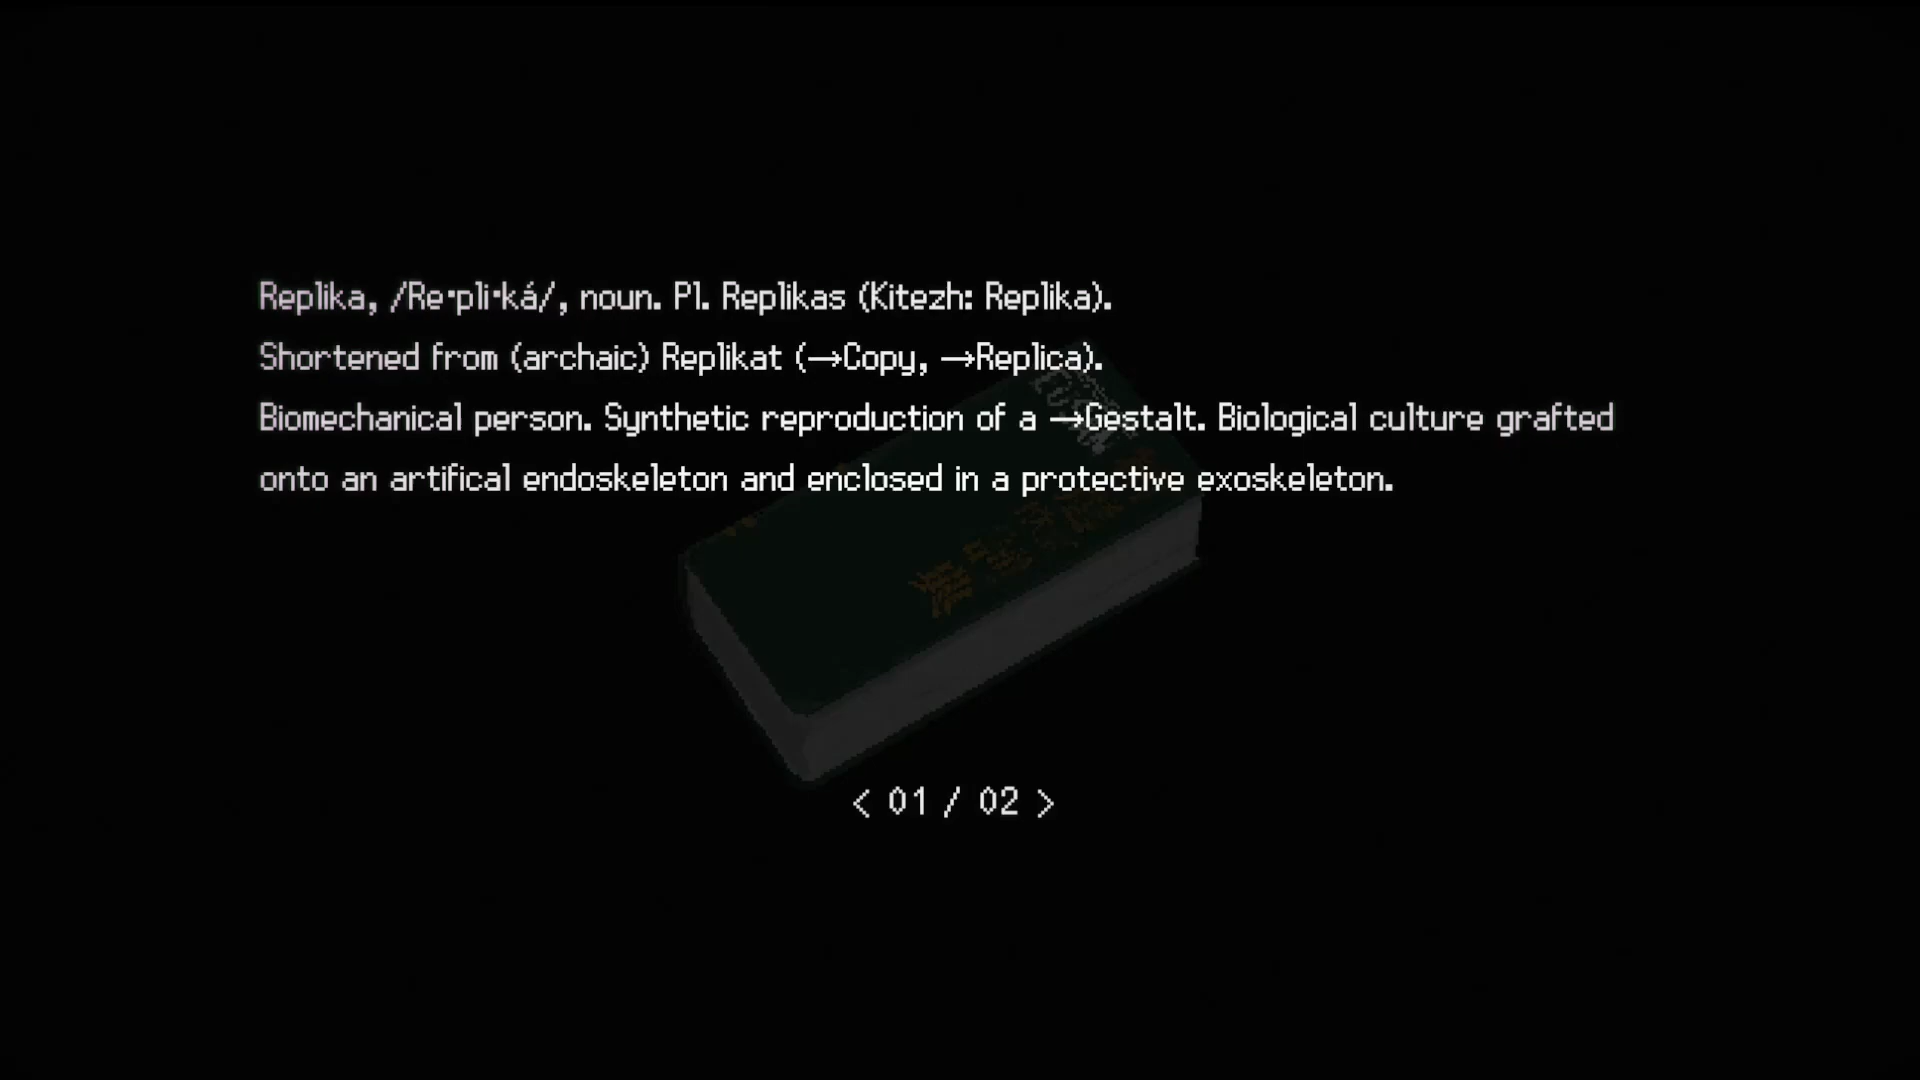 Replika, /Re·pli·ká/, noun. Pl. Replikas (Kitezh: Replika).
Shortened from (archaic) Replikat (→Copy, →Replica).
Biomechanical person. Synthetic reproduction of a →Gestalt. Biological culture grafted
onto an artifical endoskeleton and enclosed in a protective exoskeleton.
< 01 / 02 >